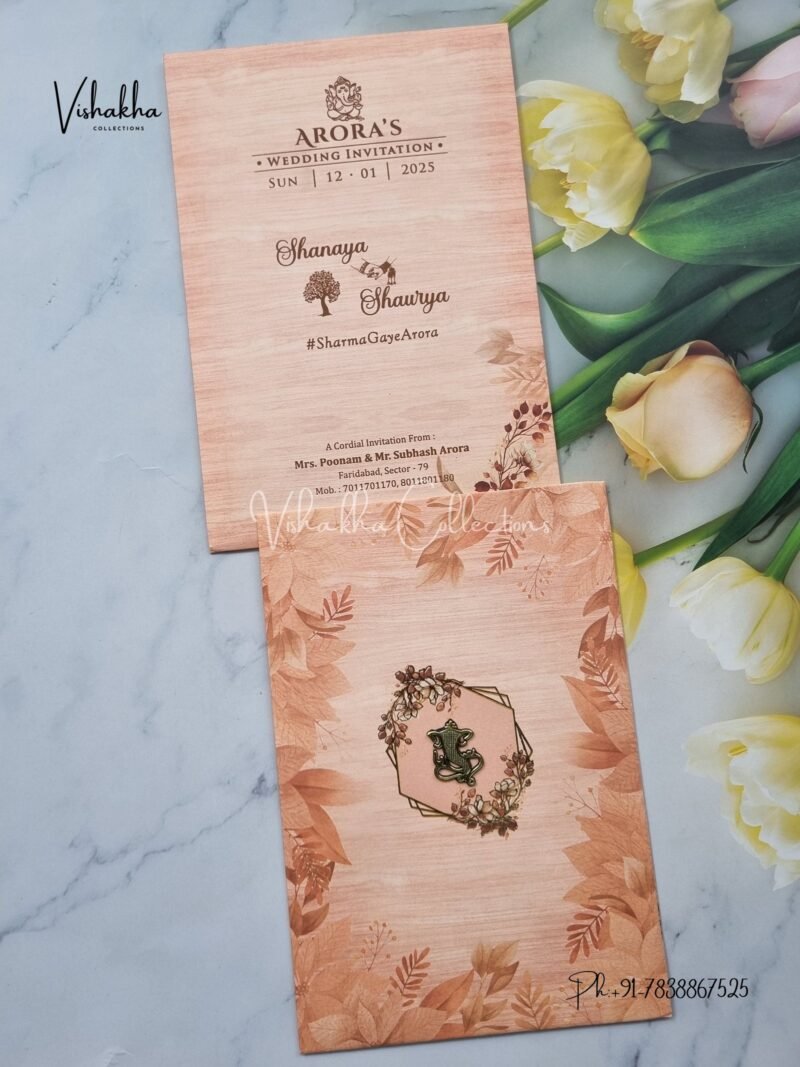 Vishakha
COLLECTIONS
ARORA'S
• WEDDING INVITATION •
SUN | 12 · 01 | 2025
Shanaya
Shaurya
#SharmaGayeArora
A Cordial Invitation From :
Mrs. Poonam & Mr. Subhash Arora
Faridabad, Sector - 79
Mob. : 7011701170, 8011801180
Vishakha Collections
Ph:+91-7838867525